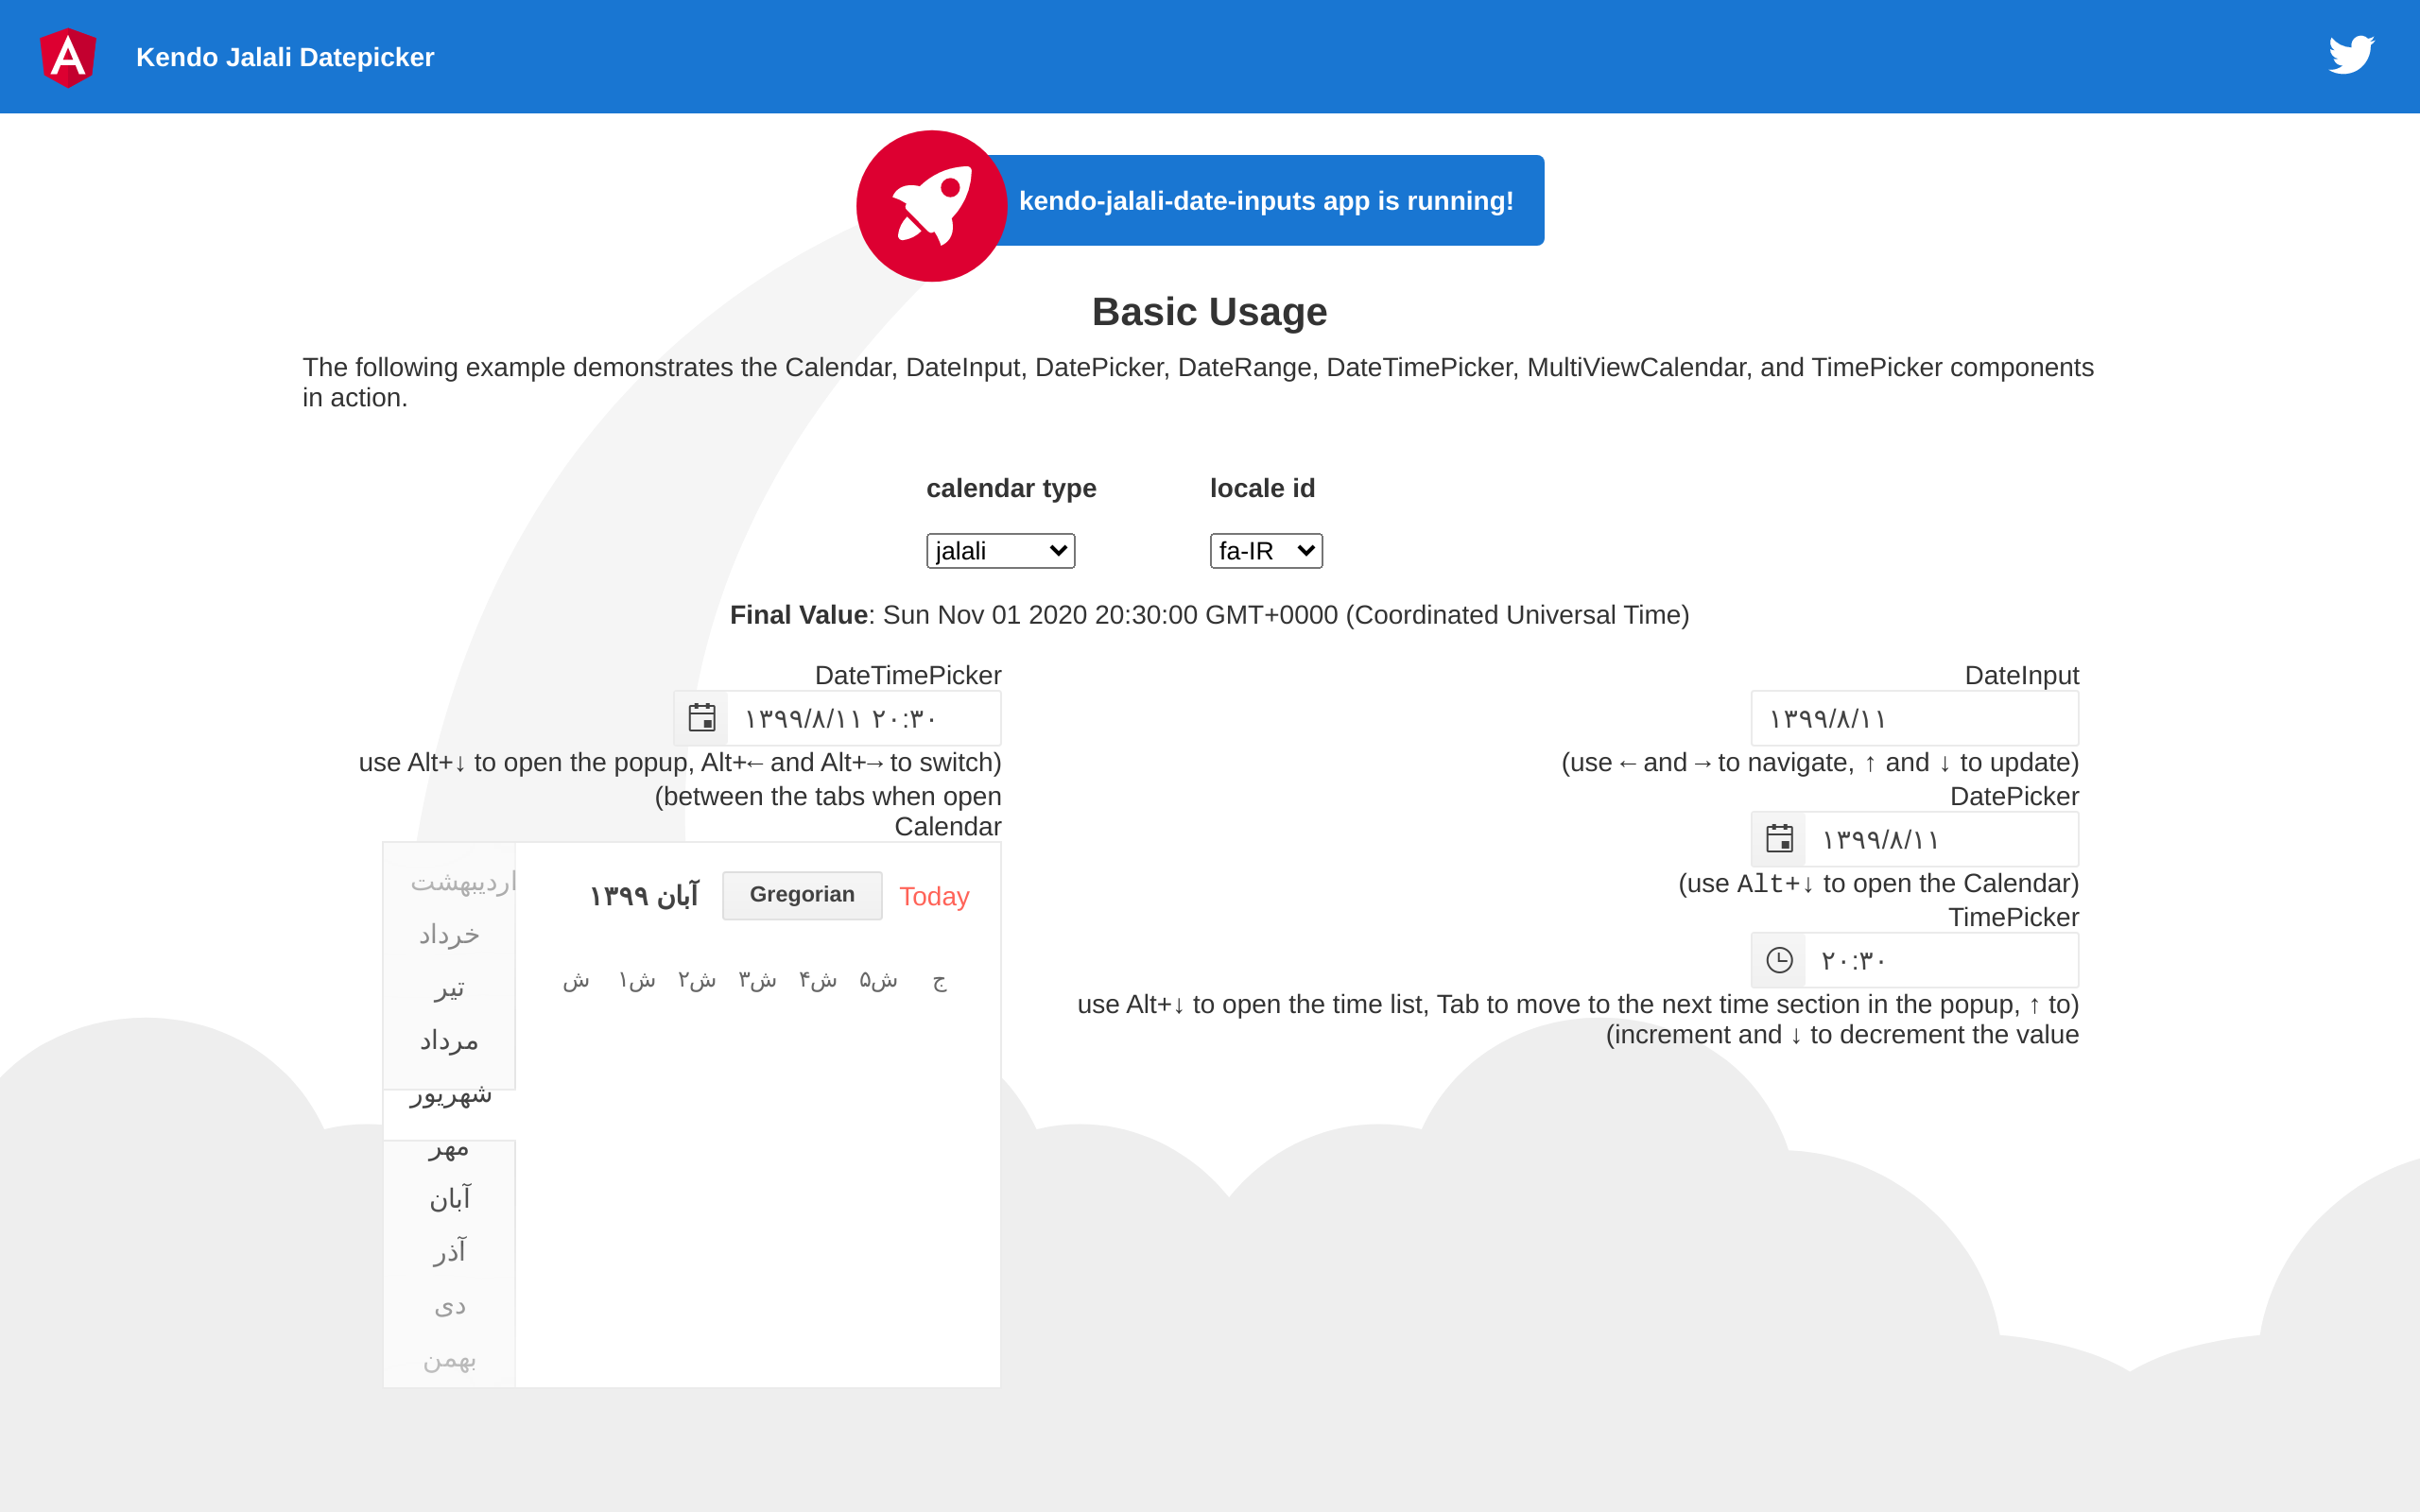 Kendo Jalali Datepicker
kendo-jalali-date-inputs app is running!
Basic Usage
The following example demonstrates the Calendar, DateInput, DatePicker, DateRange, DateTimePicker, MultiViewCalendar, and TimePicker components
in action.
calendar type
locale id
jalali
fa-IR
Final Value: Sun Nov 01 2020 20:30:00 GMT+0000 (Coordinated Universal Time)
DateTimePicker
۱۳۹۹/۸/۱۱ ۲۰:۳۰
use Alt+↓ to open the popup, Alt+← and Alt+→ to switch)
(between the tabs when open
Calendar
اردیبهشت
خرداد
تیر
مرداد
شهریور
مهر
آبان
آذر
دی
بهمن
آبان ۱۳۹۹
Gregorian
Today
ش ۱ش ۲ش ۳ش ۴ش ۵ش ج
DateInput
۱۳۹۹/۸/۱۱
(use ← and → to navigate, ↑ and ↓ to update)
DatePicker
۱۳۹۹/۸/۱۱
(use Alt+↓ to open the Calendar)
TimePicker
۲۰:۳۰
use Alt+↓ to open the time list, Tab to move to the next time section in the popup, ↑ to)
(increment and ↓ to decrement the value